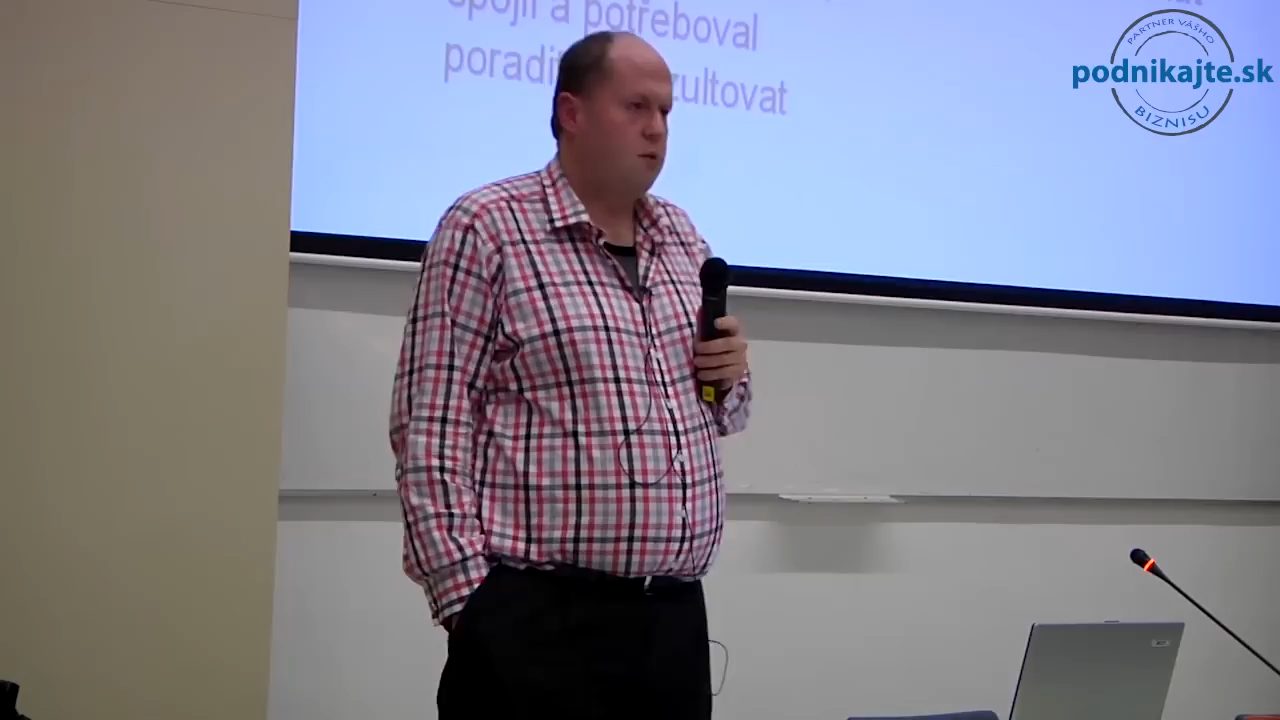 spojil a potřeboval
poradit
zultovat
PARTNER VÁŠHO
podnikajte.sk
BIZNISU